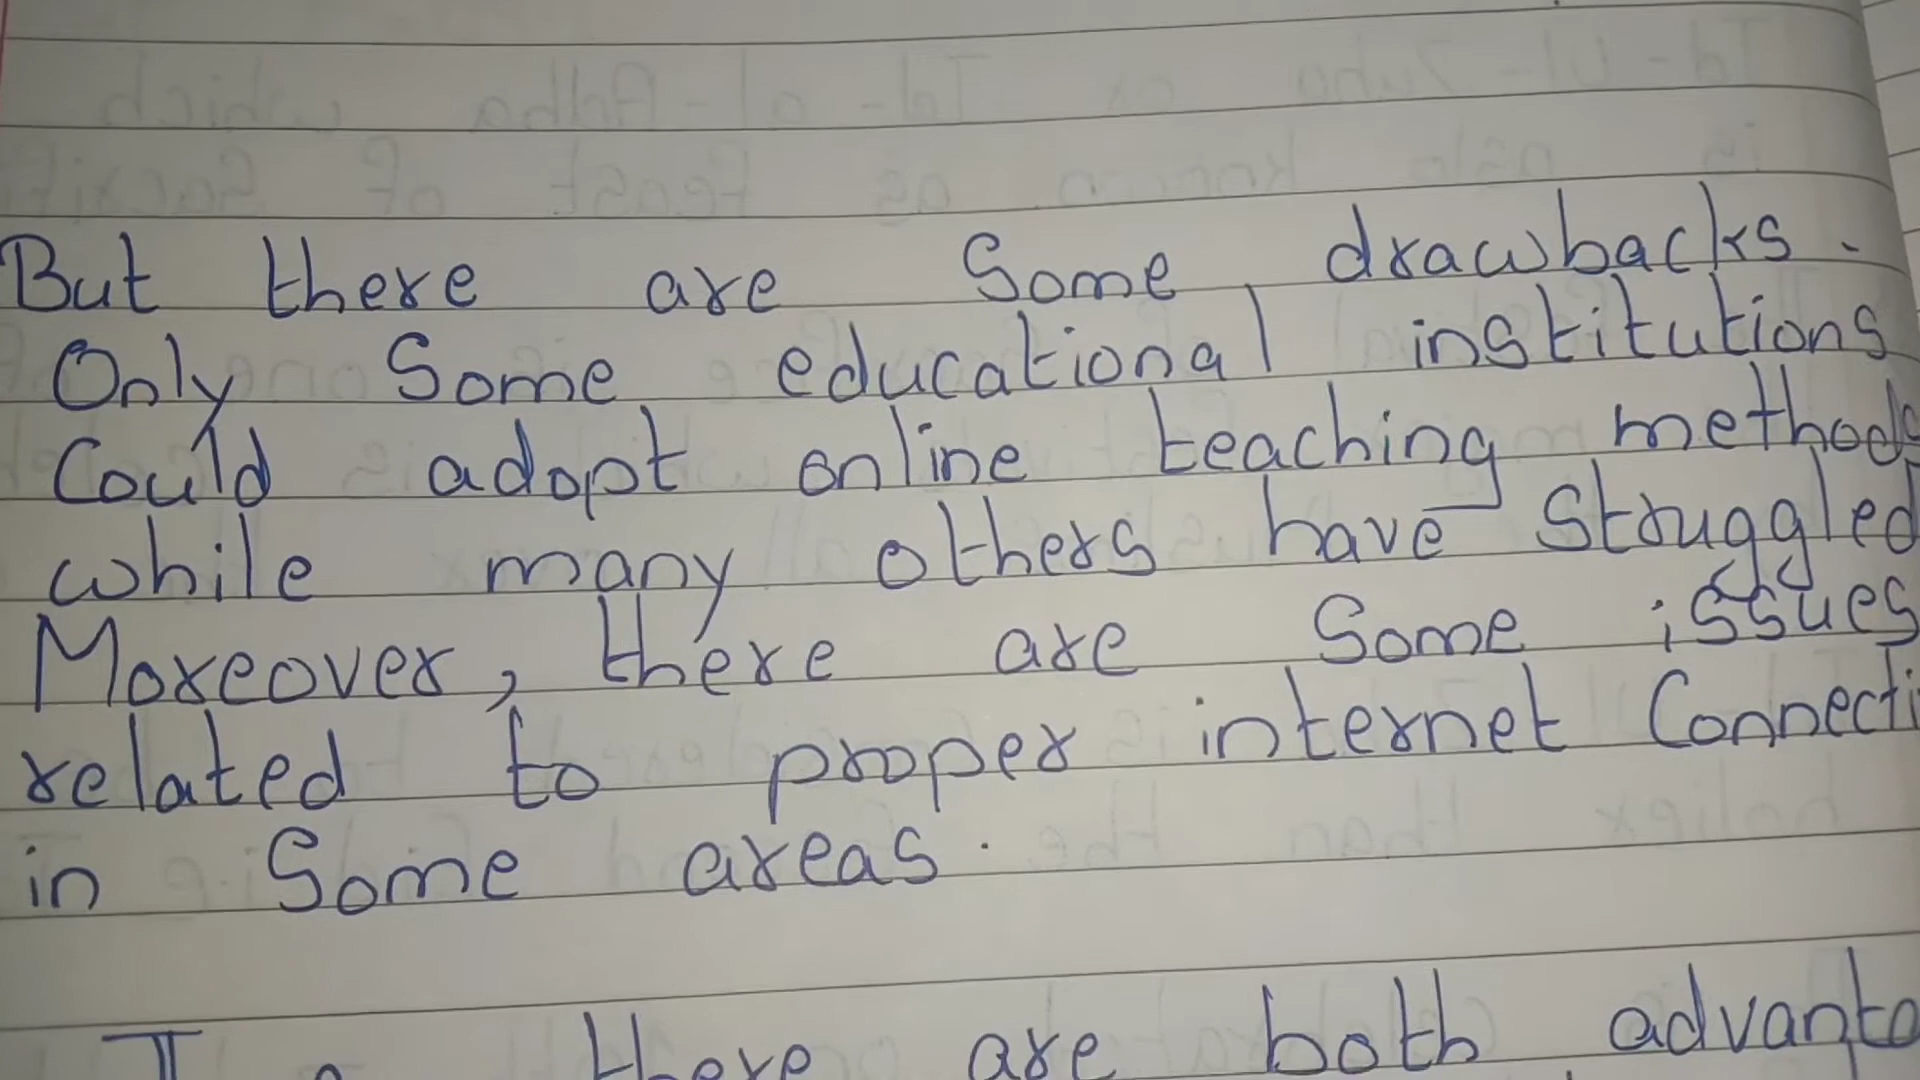 But there are Some drawbacks.
Only Some educational institutions
Could adopt online teaching methods
while many others have struggled
Moreover, there are Some issues
related to proper internet Connecti
in Some areas.
there are both advanta